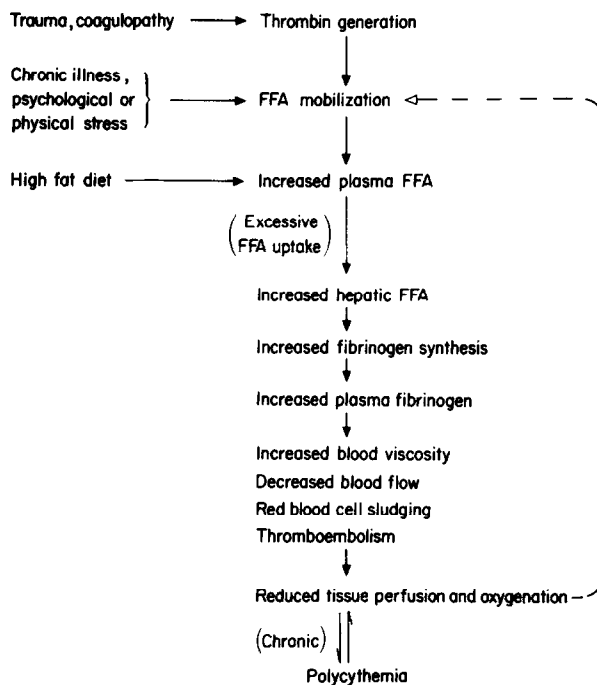 Trauma, coagulopathy Thrombin generation
Chronic illness,
psychological or
physical stress
FFA mobilization
High fat diet Increased plasma FFA
(Excessive
FFA uptake)
Increased hepatic FFA
Increased fibrinogen synthesis
Increased plasma fibrinogen
Increased blood viscosity
Decreased blood flow
Red blood cell sludging
Thromboembolism
Reduced tissue perfusion and oxygenation
(Chronic)
Polycythemia